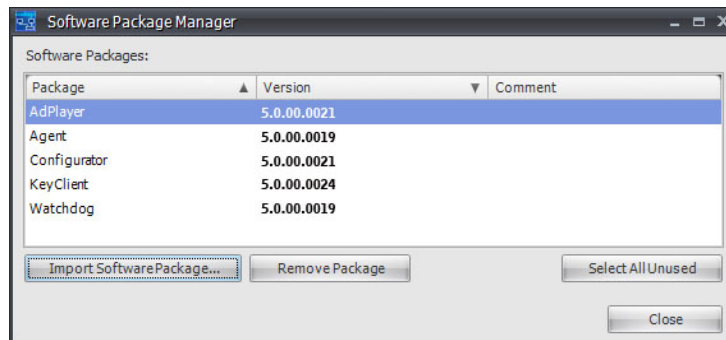 Software Package Manager
Software Packages:
Package Version Comment
AdPlayer 5.0.00.0021
Agent 5.0.00.0019
Configurator 5.0.00.0021
KeyClient 5.0.00.0024
Watchdog 5.0.00.0019
Import Software Package... Remove Package Select All Unused
Close